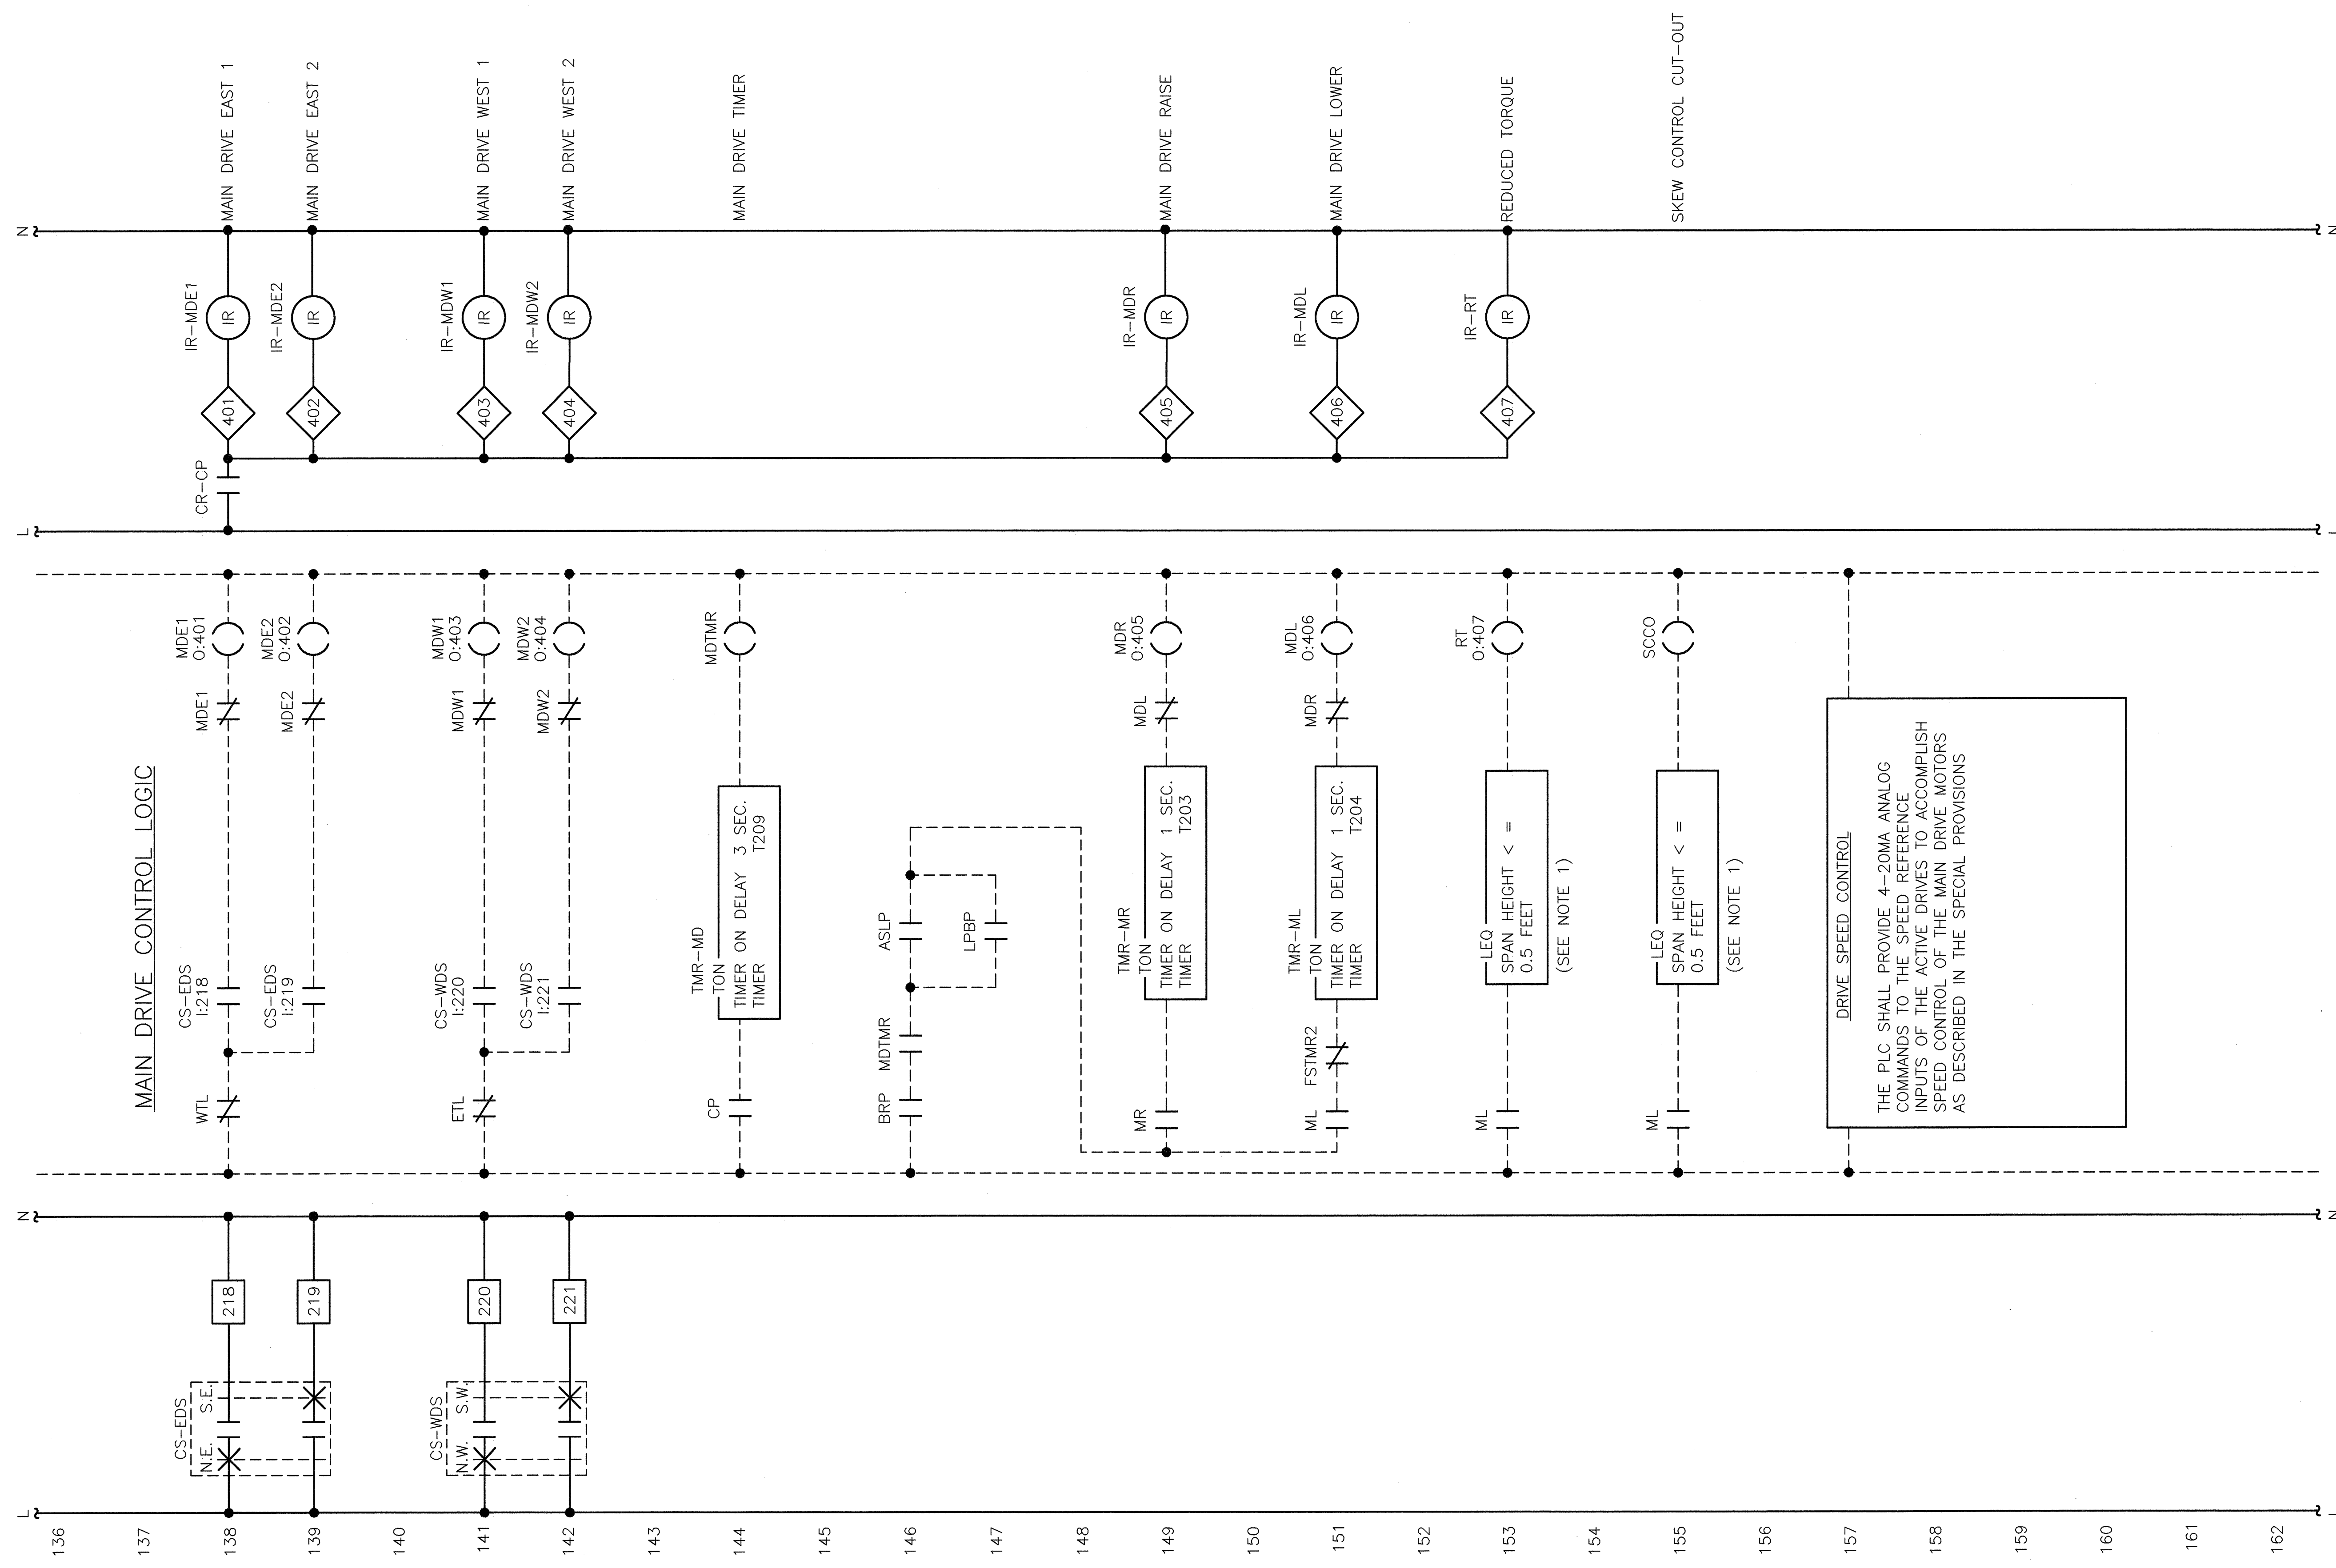 MAIN DRIVE CONTROL LOGIC
L
N
L
N
136
137
138
CS-EDS
N.E.
S.E.
218
WTL
CS-EDS
I:218
MDE1
MDE1
O:401
CR-CP
401
IR-MDE1
IR
MAIN DRIVE EAST 1
139
219
CS-EDS
I:219
MDE2
MDE2
O:402
402
IR-MDE2
IR
MAIN DRIVE EAST 2
140
141
CS-WDS
N.W.
S.W.
220
ETL
CS-WDS
I:220
MDW1
MDW1
O:403
403
IR-MDW1
IR
MAIN DRIVE WEST 1
142
221
CS-WDS
I:221
MDW2
MDW2
O:404
404
IR-MDW2
IR
MAIN DRIVE WEST 2
143
144
CP
TMR-MD
TON
TIMER ON DELAY 3 SEC.
TIMER T209
MDTMR
MAIN DRIVE TIMER
145
146
BRP
MDTMR
ASLP
147
LPBP
148
149
MR
TMR-MR
TON
TIMER ON DELAY 1 SEC.
TIMER T203
MDL
MDR
O:405
405
IR-MDR
IR
MAIN DRIVE RAISE
150
151
ML
FSTMR2
TMR-ML
TON
TIMER ON DELAY 1 SEC.
TIMER T204
MDR
MDL
O:406
406
IR-MDL
IR
MAIN DRIVE LOWER
152
153
ML
LEQ
SPAN HEIGHT < =
0.5 FEET
(SEE NOTE 1)
RT
O:407
407
IR-RT
IR
REDUCED TORQUE
154
155
ML
LEQ
SPAN HEIGHT < =
0.5 FEET
(SEE NOTE 1)
SCCO
SKEW CONTROL CUT-OUT
156
157
DRIVE SPEED CONTROL
THE PLC SHALL PROVIDE 4-20MA ANALOG
COMMANDS TO THE SPEED REFERENCE
INPUTS OF THE ACTIVE DRIVES TO ACCOMPLISH
SPEED CONTROL OF THE MAIN DRIVE MOTORS
AS DESCRIBED IN THE SPECIAL PROVISIONS
158
159
160
161
162
L
N
L
N